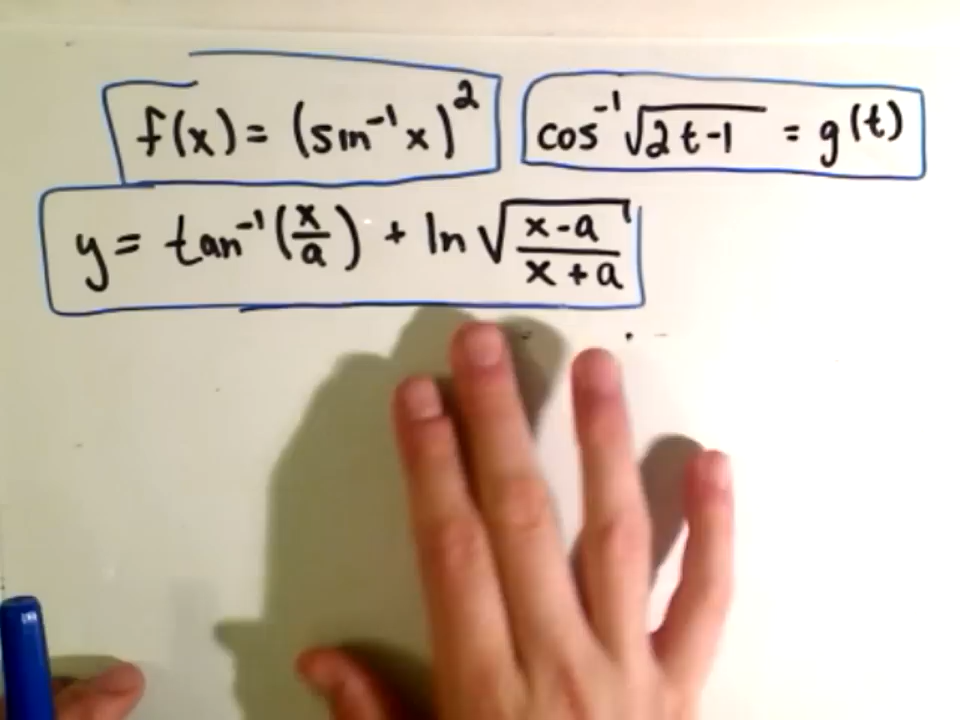 f(x) = (sin⁻¹x)² cos⁻¹√(2t-1) = g(t)
y = tan⁻¹(x/a) + ln√((x-a)/(x+a))